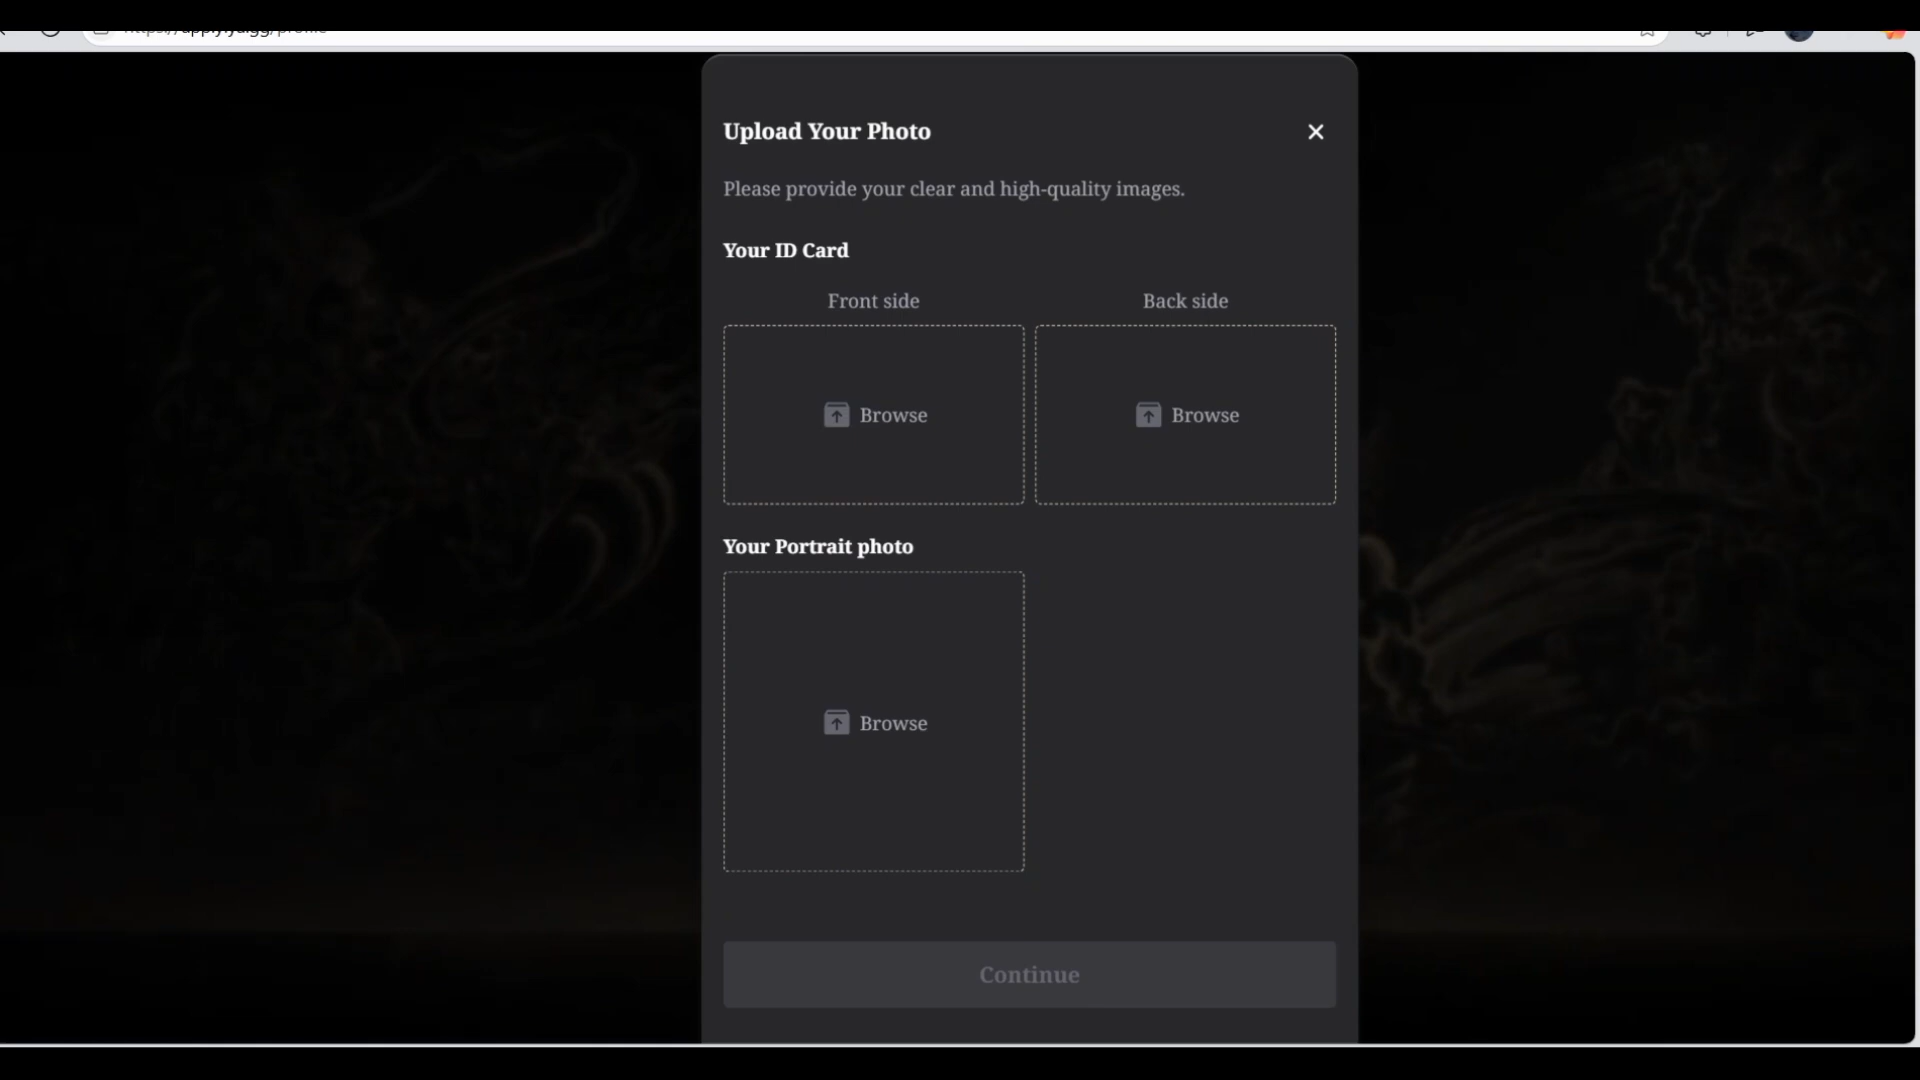 Upload Your Photo
Please provide your clear and high-quality images.
Your ID Card
Front side
Back side
Browse
Browse
Your Portrait photo
Browse
Continue